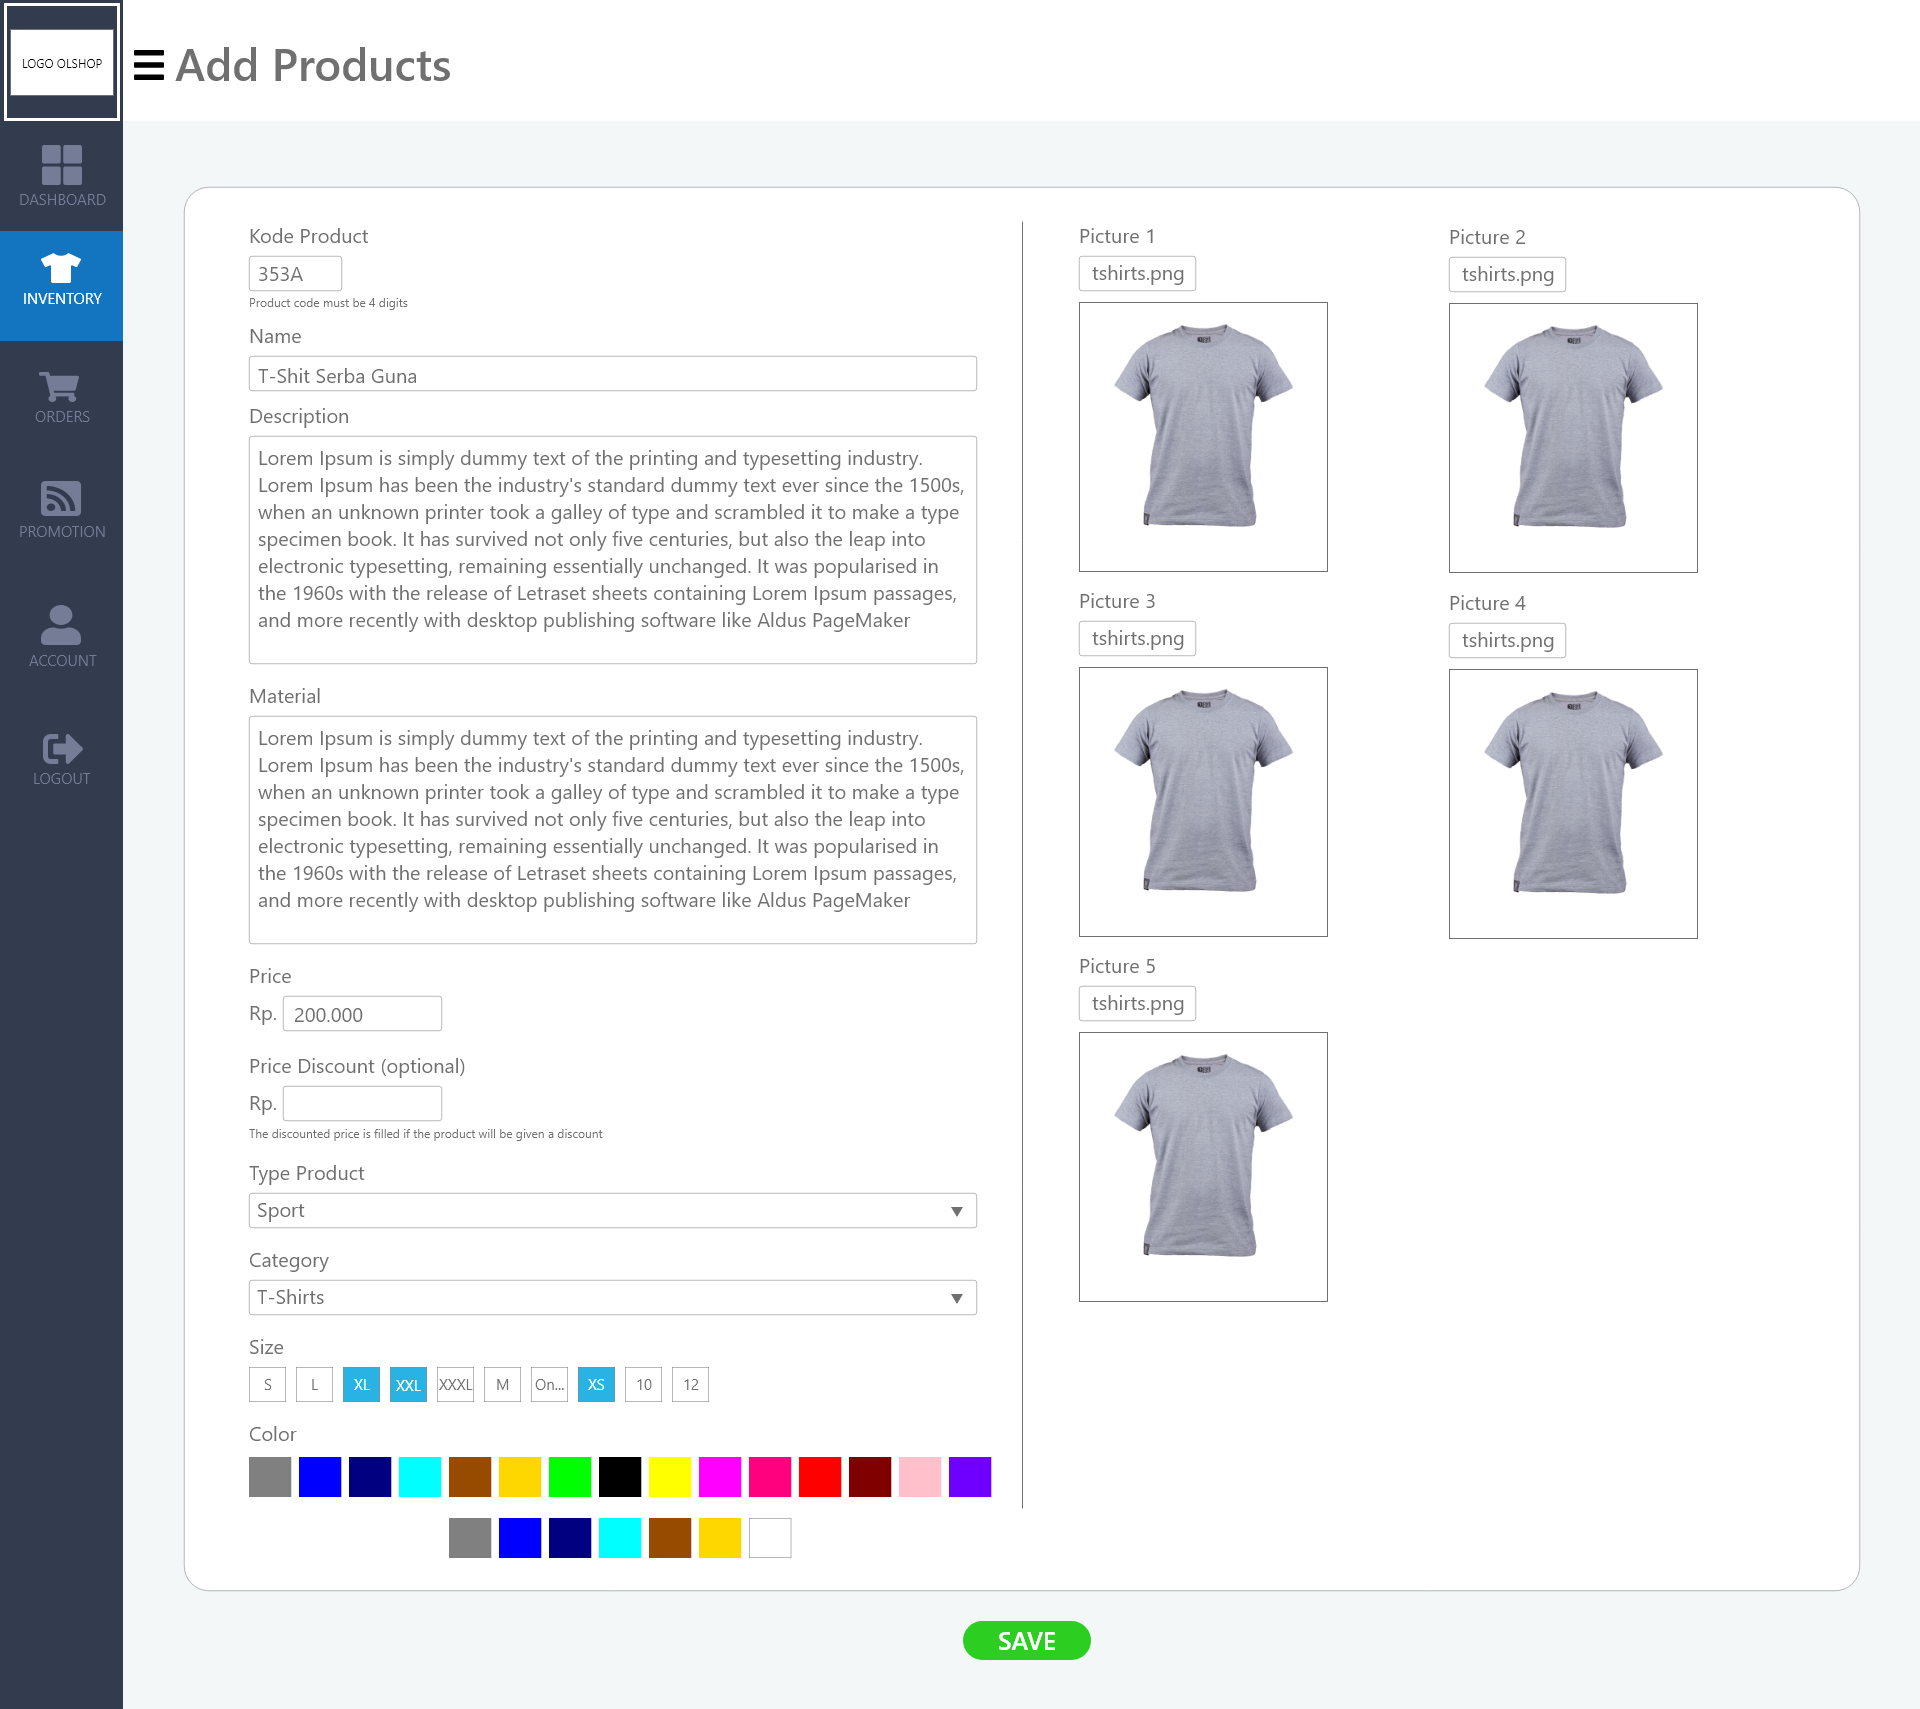 LOGO OLSHOP
Add Products
DASHBOARD
INVENTORY
ORDERS
PROMOTION
ACCOUNT
LOGOUT
Kode Product
353A
Product code must be 4 digits
Name
T-Shit Serba Guna
Description
Lorem Ipsum is simply dummy text of the printing and typesetting industry.
Lorem Ipsum has been the industry's standard dummy text ever since the 1500s,
when an unknown printer took a galley of type and scrambled it to make a type
specimen book. It has survived not only five centuries, but also the leap into
electronic typesetting, remaining essentially unchanged. It was popularised in
the 1960s with the release of Letraset sheets containing Lorem Ipsum passages,
and more recently with desktop publishing software like Aldus PageMaker
Material
Lorem Ipsum is simply dummy text of the printing and typesetting industry.
Lorem Ipsum has been the industry's standard dummy text ever since the 1500s,
when an unknown printer took a galley of type and scrambled it to make a type
specimen book. It has survived not only five centuries, but also the leap into
electronic typesetting, remaining essentially unchanged. It was popularised in
the 1960s with the release of Letraset sheets containing Lorem Ipsum passages,
and more recently with desktop publishing software like Aldus PageMaker
Price
Rp. 200.000
Price Discount (optional)
Rp.
The discounted price is filled if the product will be given a discount
Type Product
Sport
Category
T-Shirts
Size
S L XL XXL XXXL M On... XS 10 12
Color
Picture 1
tshirts.png
Picture 2
tshirts.png
Picture 3
tshirts.png
Picture 4
tshirts.png
Picture 5
tshirts.png
SAVE